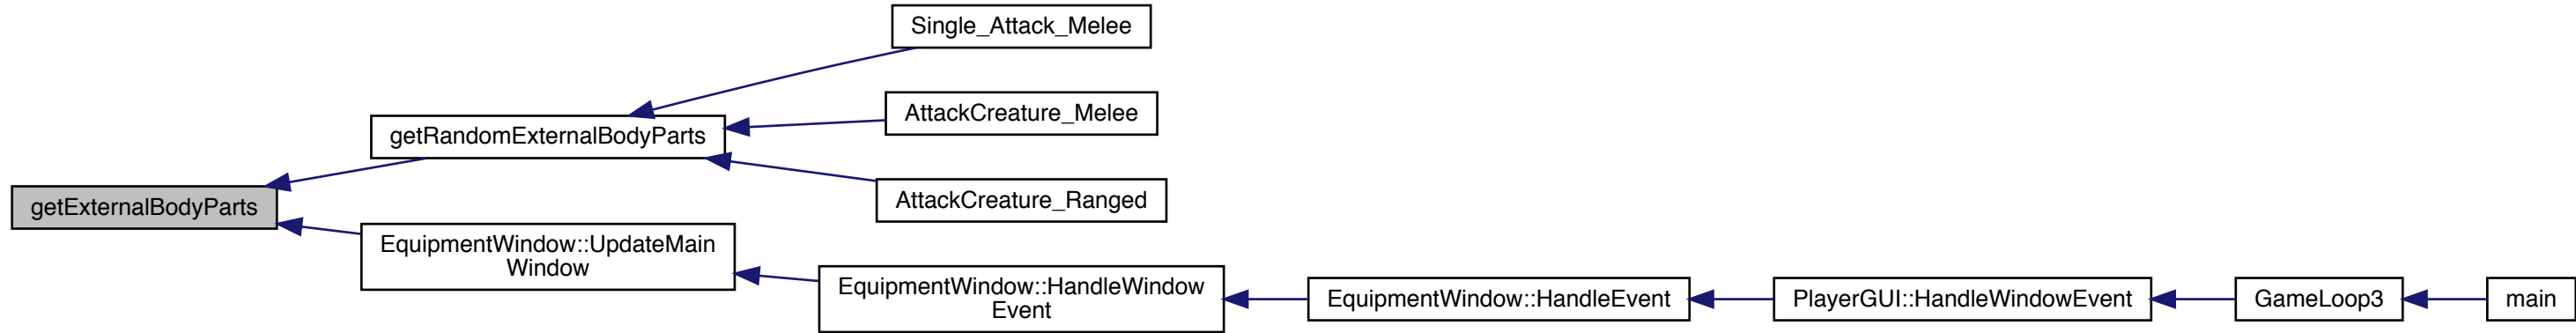 Single_Attack_Melee
AttackCreature_Melee
getRandomExternalBodyParts
AttackCreature_Ranged
getExternalBodyParts
EquipmentWindow::UpdateMain
Window
EquipmentWindow::HandleWindow
Event
EquipmentWindow::HandleEvent
PlayerGUI::HandleWindowEvent
GameLoop3
main